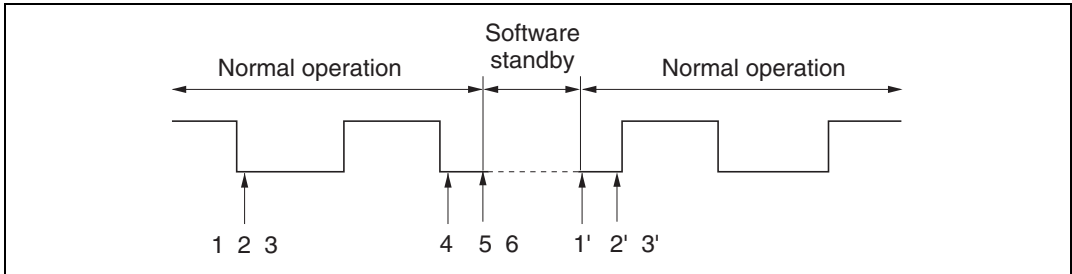 Software
standby
Normal operation
Normal operation
1 2 3
4
5 6
1'
2' 3'